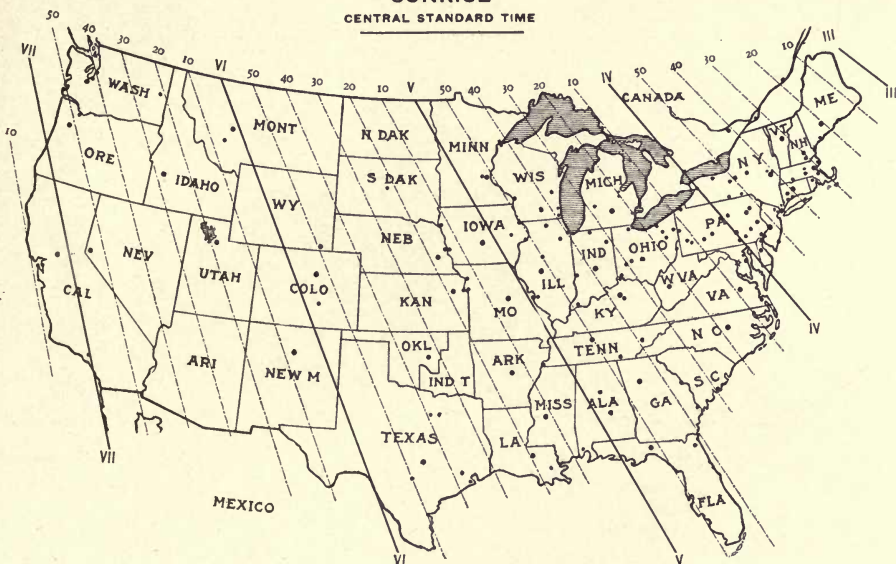 SUNRISE
CENTRAL STANDARD TIME
50
VII
40
30
20
10
VI
50
40
30
20
10
V
50
40
30
20
10
IV
50
40
30
20
10
III
III
10
WASH
MONT
N DAK
MINN
CANADA
ME
VT
NH
ORE
IDAHO
WY
S DAK
WIS
MICH
N Y
CAL
NEV
UTAH
COLO
NEB
IOWA
ILL
IND
OHIO
PA
KAN
MO
KY
W VA
VA
ARI
NEW M
OKL
IND T
ARK
TENN
N C
IV
S C
TEXAS
LA
MISS
ALA
GA
VII
MEXICO
FLA
VI
V